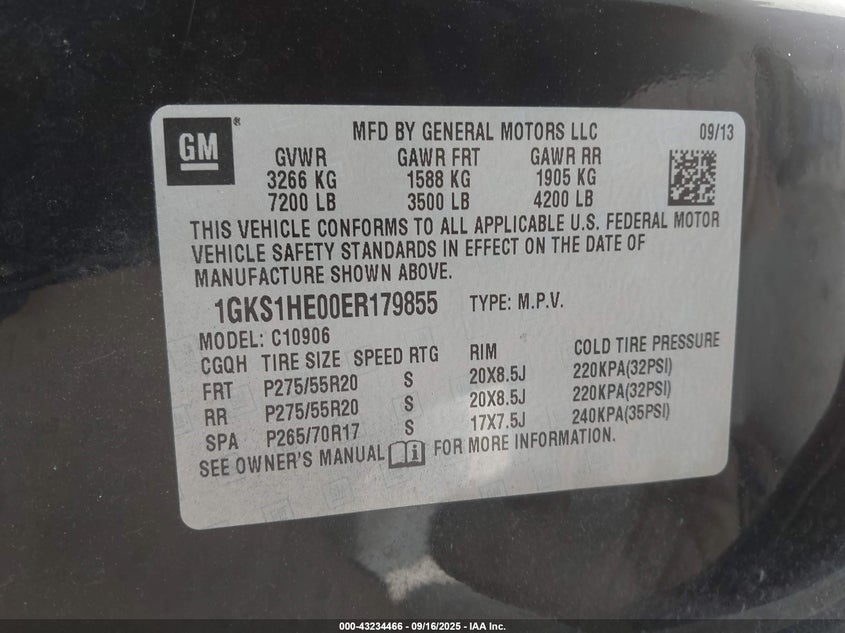 GM®
MFD BY GENERAL MOTORS LLC 09/13
GVWR GAWR FRT GAWR RR
3266 KG 1588 KG 1905 KG
7200 LB 3500 LB 4200 LB
THIS VEHICLE CONFORMS TO ALL APPLICABLE U.S. FEDERAL MOTOR
VEHICLE SAFETY STANDARDS IN EFFECT ON THE DATE OF
MANUFACTURE SHOWN ABOVE.
1GKS1HE00ER179855 TYPE: M.P.V.
MODEL: C10906
CGQH TIRE SIZE SPEED RTG RIM COLD TIRE PRESSURE
FRT P275/55R20 S 20X8.5J 220KPA(32PSI)
RR P275/55R20 S 20X8.5J 220KPA(32PSI)
SPA P265/70R17 S 17X7.5J 240KPA(35PSI)
SEE OWNER'S MANUAL i FOR MORE INFORMATION.
000-43234466 - 09/16/2025 - IAA Inc.